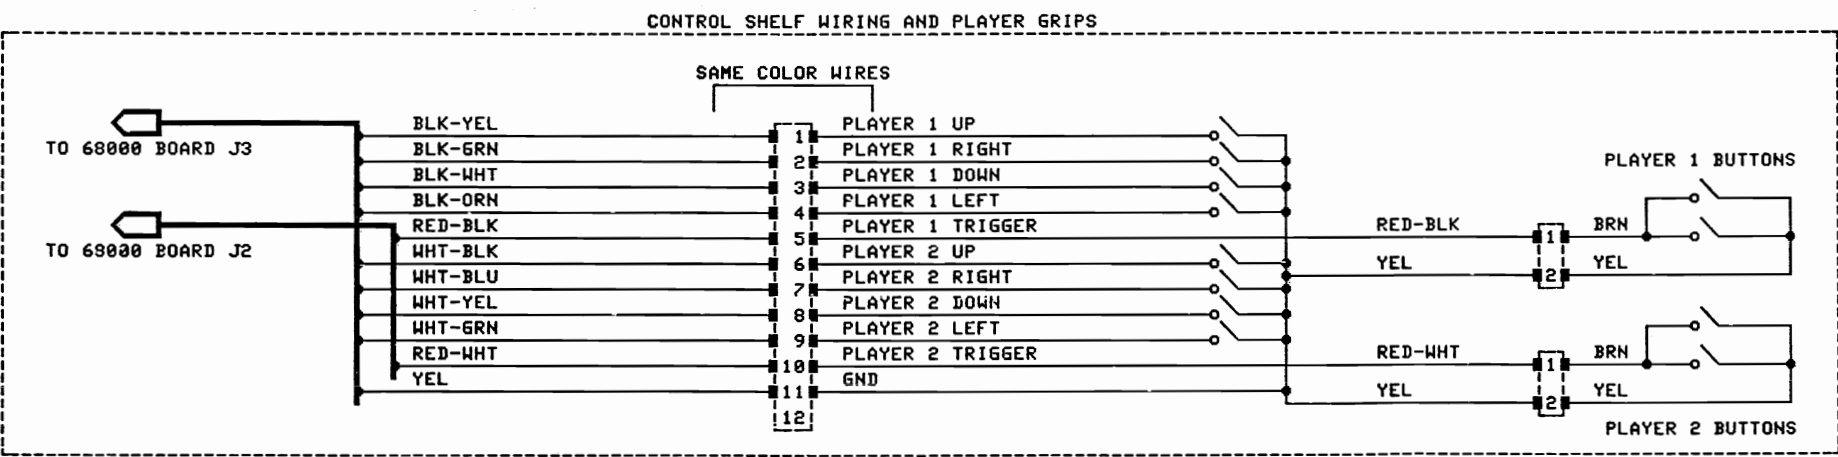 CONTROL SHELF WIRING AND PLAYER GRIPS
SAME COLOR WIRES
TO 68000 BOARD J3
TO 68000 BOARD J2
BLK-YEL 1 PLAYER 1 UP
BLK-GRN 2 PLAYER 1 RIGHT
BLK-WHT 3 PLAYER 1 DOWN
BLK-ORN 4 PLAYER 1 LEFT
RED-BLK 5 PLAYER 1 TRIGGER
WHT-BLK 6 PLAYER 2 UP
WHT-BLU 7 PLAYER 2 RIGHT
WHT-YEL 8 PLAYER 2 DOWN
WHT-GRN 9 PLAYER 2 LEFT
RED-WHT 10 PLAYER 2 TRIGGER
YEL 11 GND
12
PLAYER 1 BUTTONS
RED-BLK 1 BRN
YEL 2 YEL
RED-WHT 1 BRN
YEL 2 YEL
PLAYER 2 BUTTONS